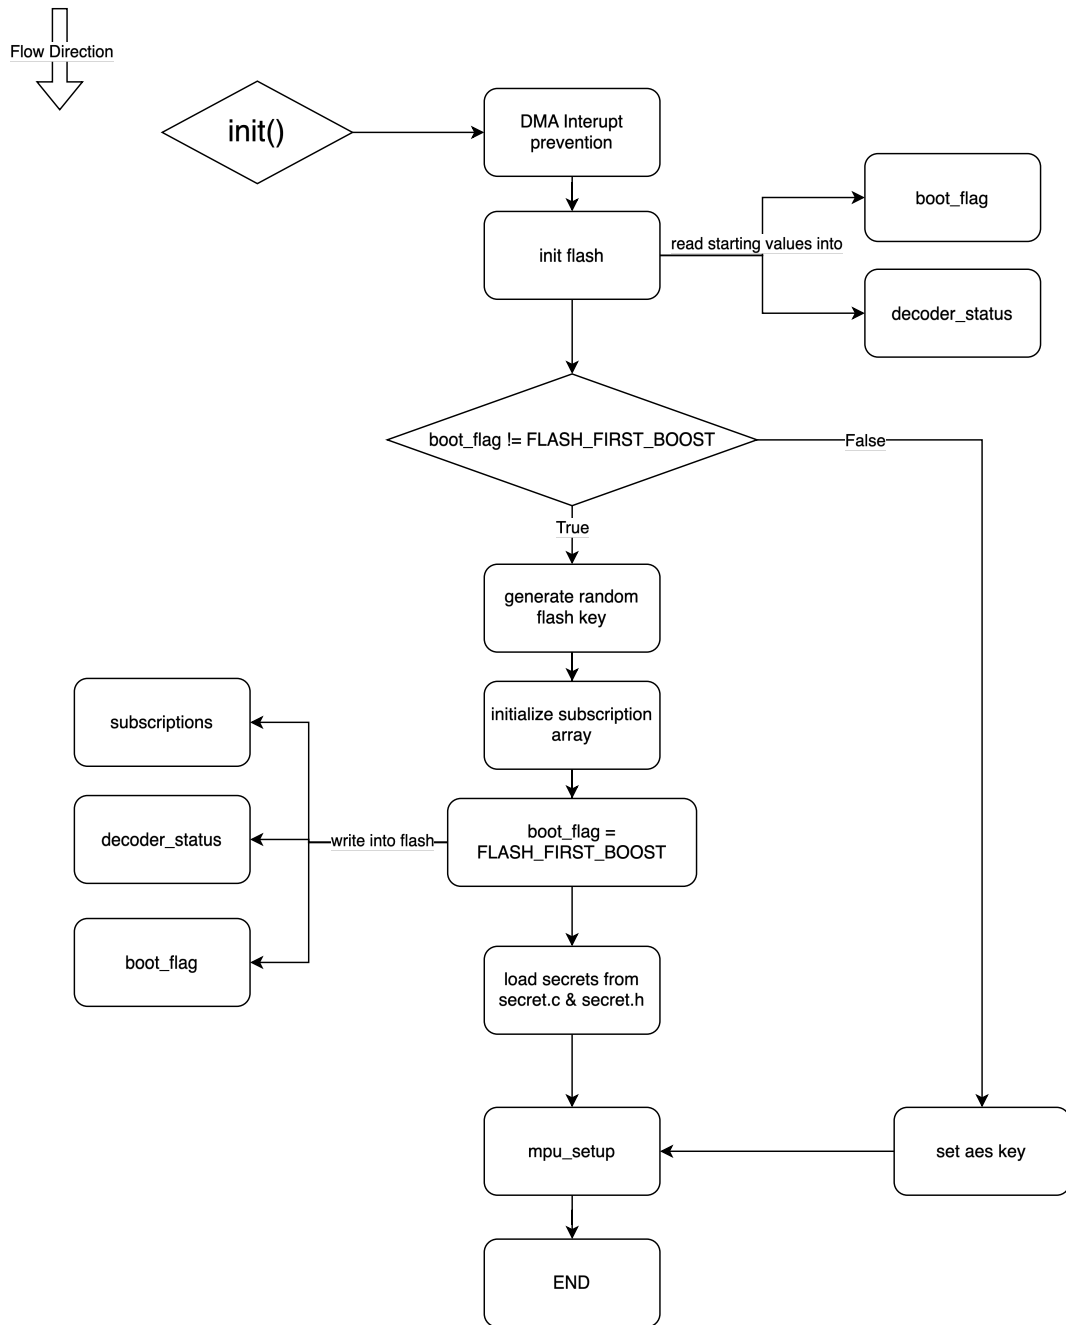 Flow Direction
init()
DMA Interupt
prevention
boot_flag
init flash
read starting values into
decoder_status
boot_flag != FLASH_FIRST_BOOST
False
True
generate random
flash key
subscriptions
initialize subscription
array
decoder_status
write into flash
boot_flag =
FLASH_FIRST_BOOST
boot_flag
load secrets from
secret.c & secret.h
mpu_setup
set aes key
END